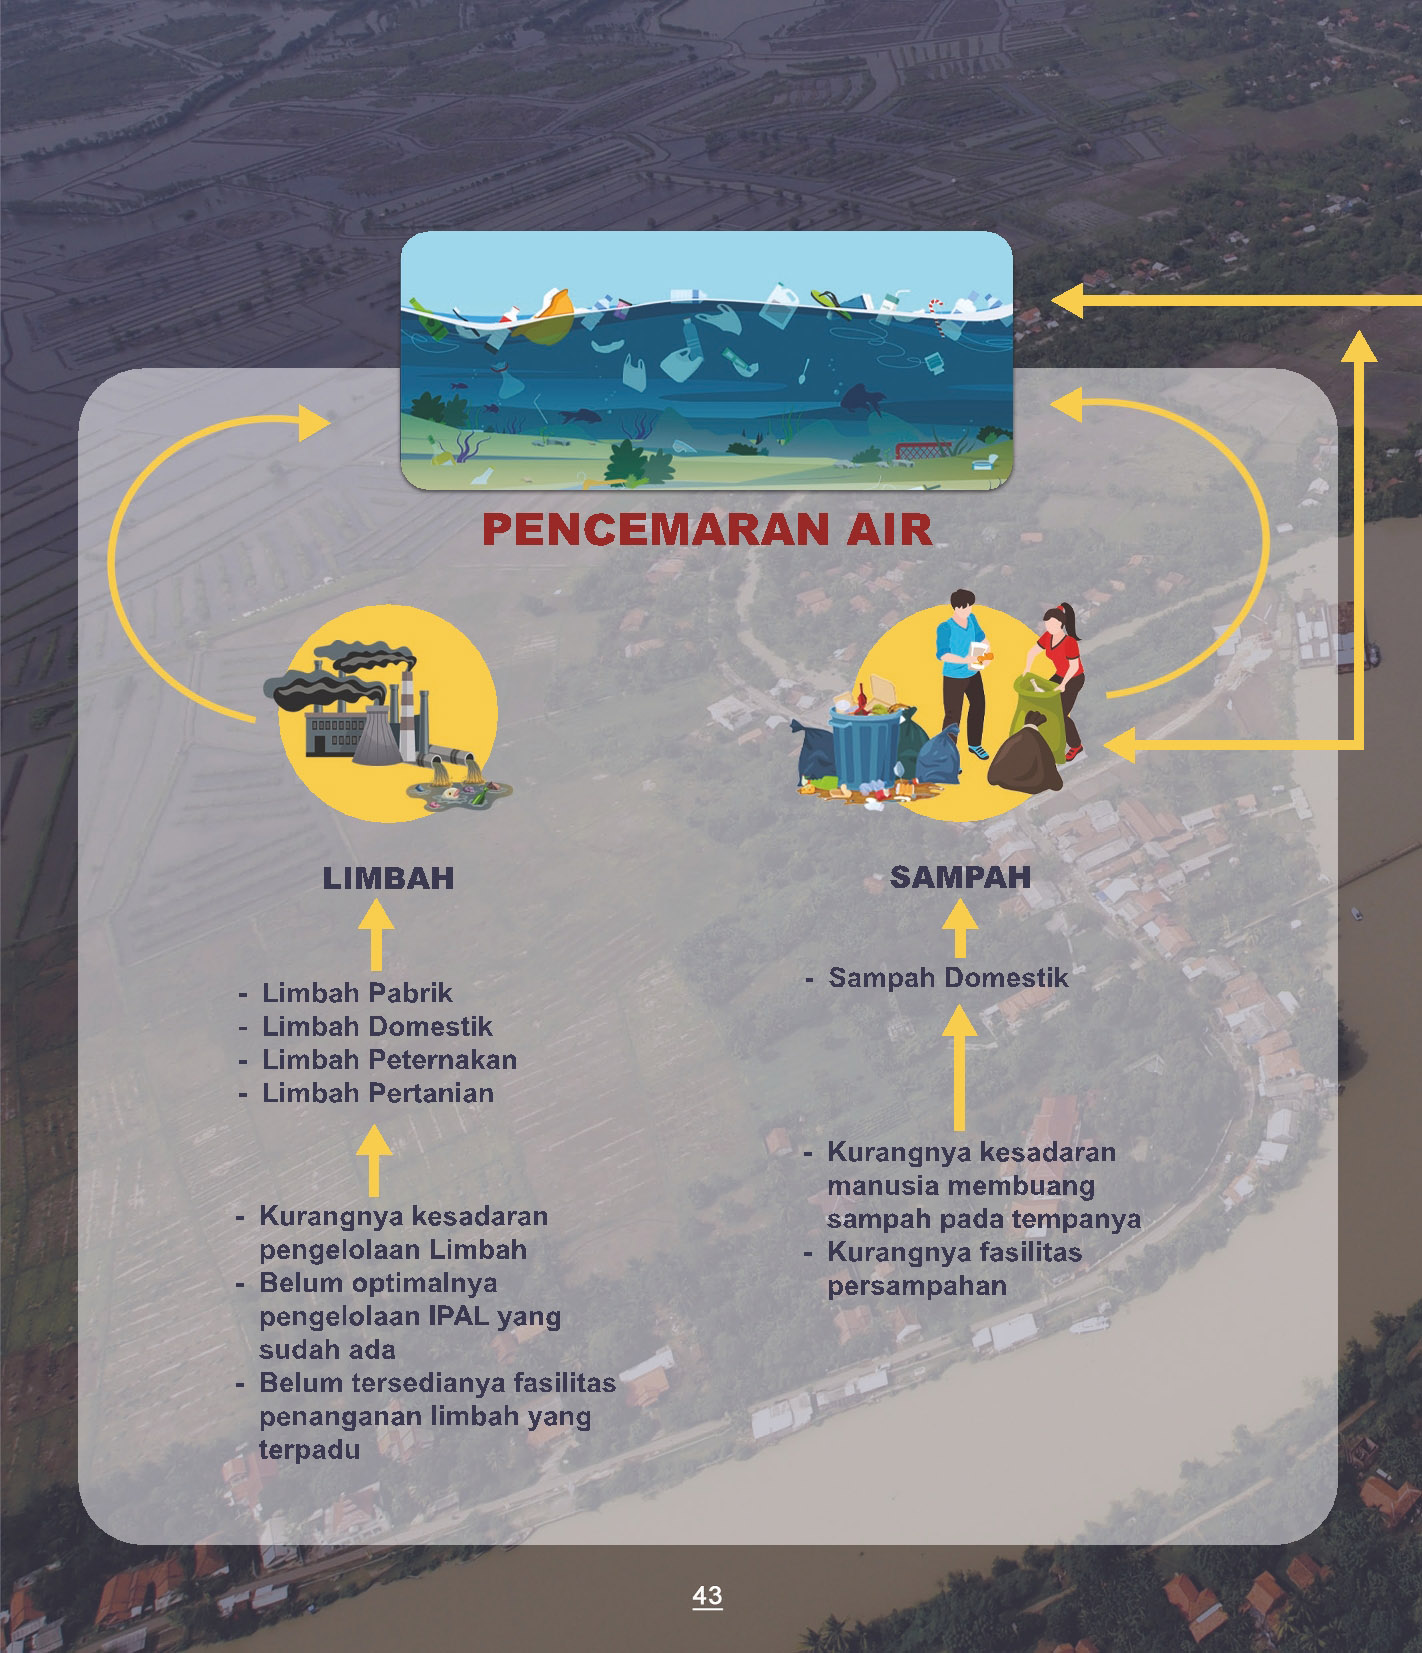 PENCEMARAN AIR
LIMBAH
- Limbah Pabrik
- Limbah Domestik
- Limbah Peternakan
- Limbah Pertanian
- Kurangnya kesadaran
pengelolaan Limbah
- Belum optimalnya
pengelolaan IPAL yang
sudah ada
- Belum tersedianya fasilitas
penanganan limbah yang
terpadu
SAMPAH
- Sampah Domestik
- Kurangnya kesadaran
manusia membuang
sampah pada tempanya
- Kurangnya fasilitas
persampahan
43